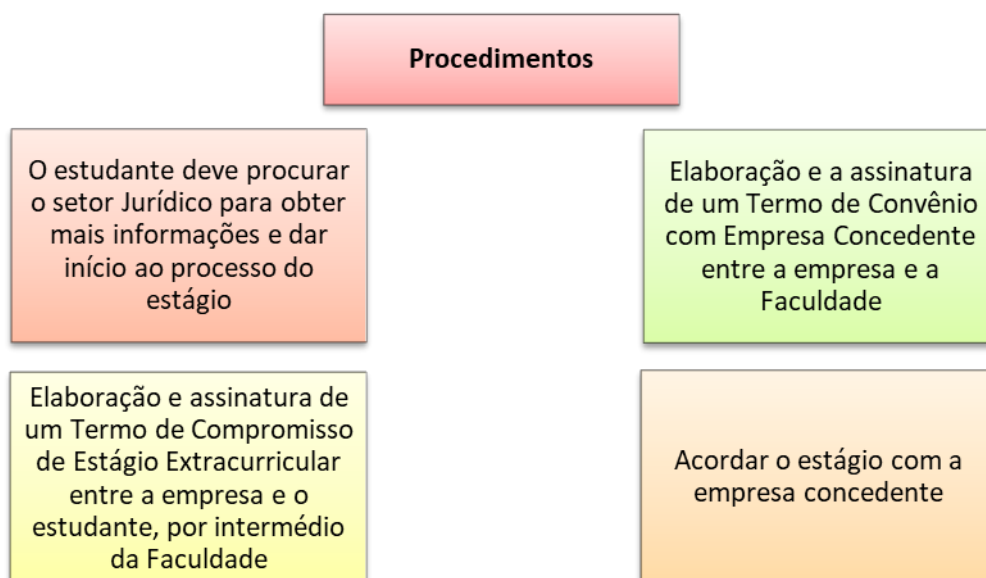 Procedimentos
O estudante deve procurar
o setor Jurídico para obter
mais informações e dar
início ao processo do
estágio
Elaboração e a assinatura
de um Termo de Convênio
com Empresa Concedente
entre a empresa e a
Faculdade
Elaboração e assinatura de
um Termo de Compromisso
de Estágio Extracurricular
entre a empresa e o
estudante, por intermédio
da Faculdade
Acordar o estágio com a
empresa concedente